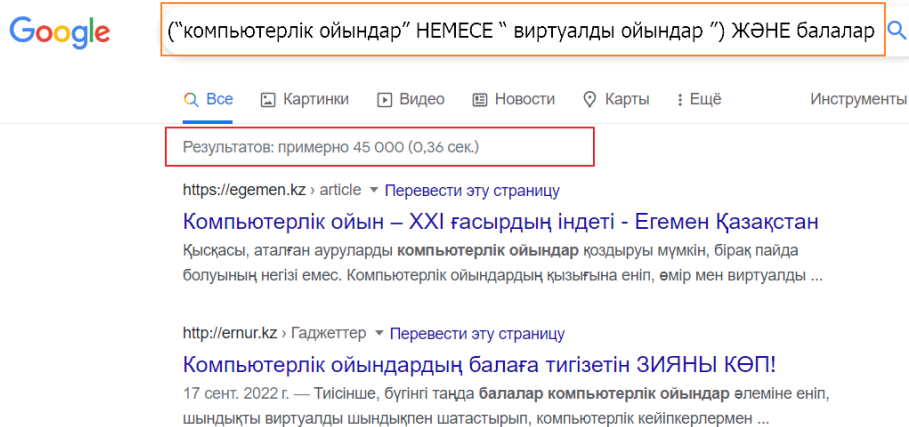 Google
(“компьютерлік ойындар” НЕМЕСЕ “ виртуалды ойындар ”) ЖӘНЕ балалар
Все Картинки Видео Новости Карты Ещё Инструменты
Результатов: примерно 45 000 (0,36 сек.)
https://egemen.kz › article Перевести эту страницу
Компьютерлік ойын – XXI ғасырдың індеті - Егемен Қазақстан
Қысқасы, аталған ауруларды компьютерлік ойындар қоздыруы мүмкін, бірақ пайда
болуының негізі емес. Компьютерлік ойындардың қызығына еніп, өмір мен виртуалды ...
http://ernur.kz › Гаджеттер Перевести эту страницу
Компьютерлік ойындардың балаға тигізетін ЗИЯНЫ КӨП!
17 сент. 2022 г. — Тиісінше, бүгінгі таңда балалар компьютерлік ойындар әлеміне еніп,
шындықты виртуалды шындықпен шатастырып, компьютерлік кейіпкерлермен ...